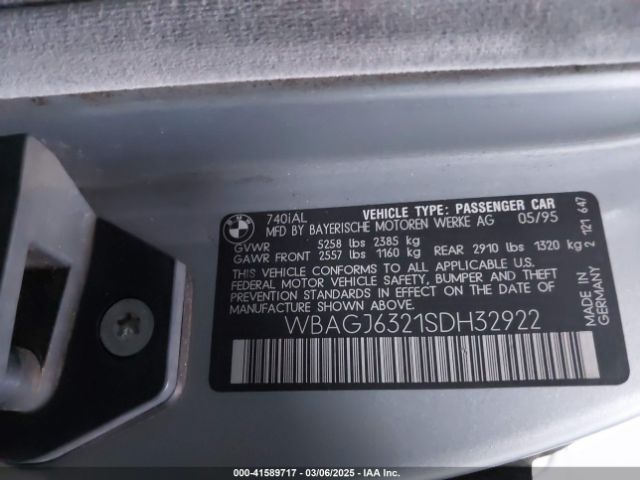 BMW
740iAL VEHICLE TYPE: PASSENGER CAR
MFD BY BAYERISCHE MOTOREN WERKE AG 05/95
GVWR 5258 lbs 2385 kg
GAWR FRONT 2557 lbs 1160 kg REAR 2910 lbs 1320 kg
THIS VEHICLE CONFORMS TO ALL APPLICABLE
FEDERAL MOTOR VEHICLE SAFETY, BUMPER AND THEFT
PREVENTION STANDARDS IN EFFECT ON THE DATE OF
MANUFACTURE SHOWN ABOVE.
WBAGJ6321SDH32922
2 121 647
MADE IN
GERMANY
000-41589717 | 03/06/2025 | IAA Inc.